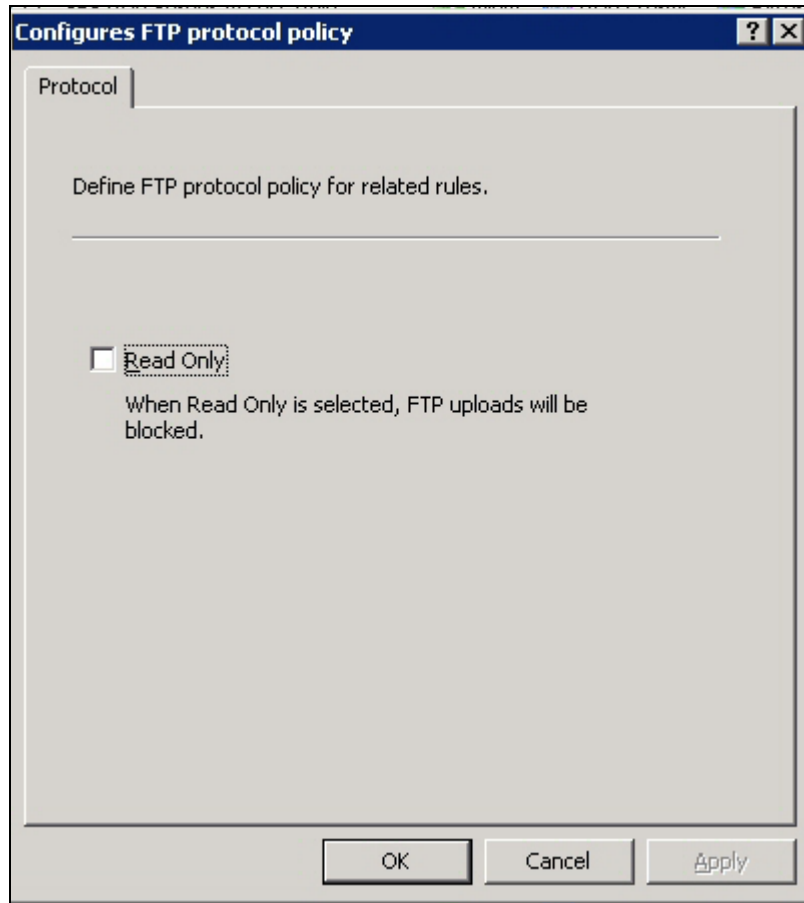 Configures FTP protocol policy
Protocol
Define FTP protocol policy for related rules.
Read Only
When Read Only is selected, FTP uploads will be
blocked.
OK Cancel Apply